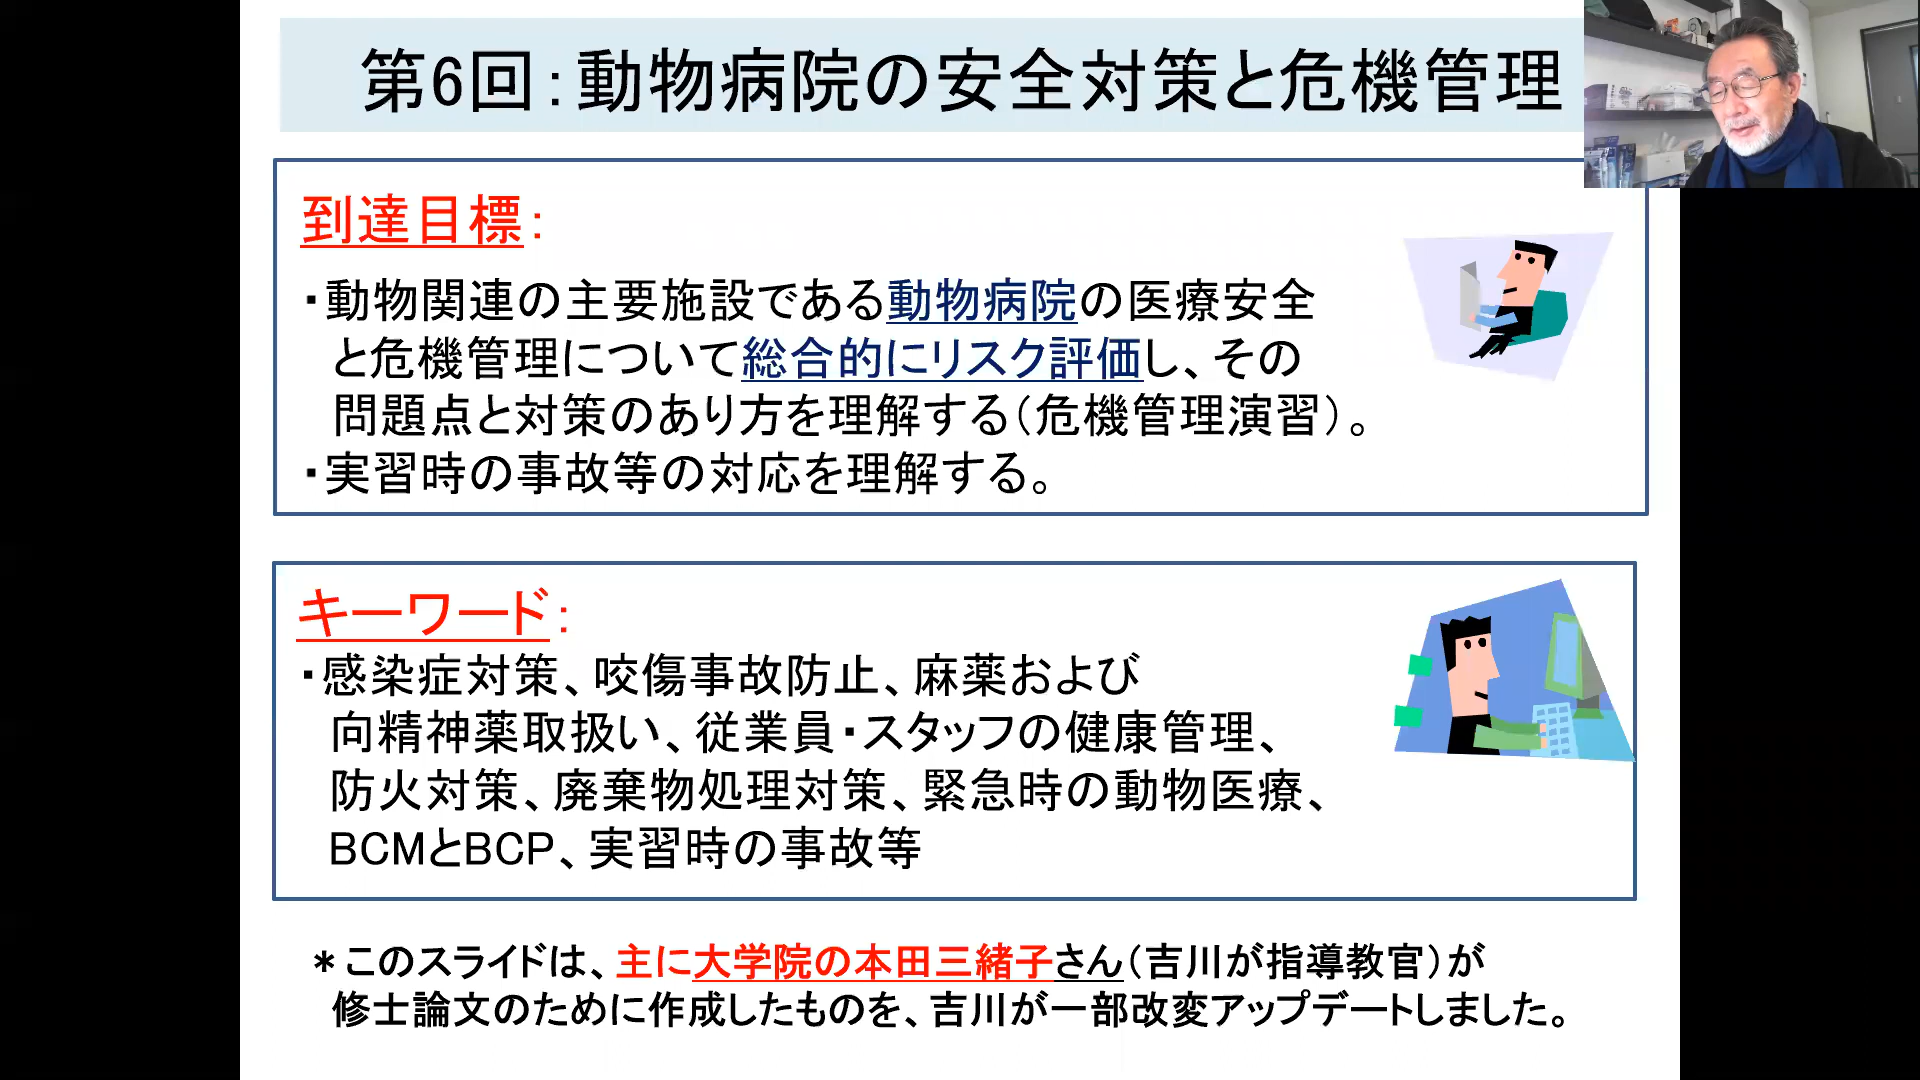 第6回：動物病院の安全対策と危機管理
到達目標：
・動物関連の主要施設である動物病院の医療安全
と危機管理について総合的にリスク評価し、その
問題点と対策のあり方を理解する（危機管理演習）。
・実習時の事故等の対応を理解する。
キーワード：
・感染症対策、咬傷事故防止、麻薬および
向精神薬取扱い、従業員・スタッフの健康管理、
防火対策、廃棄物処理対策、緊急時の動物医療、
BCMとBCP、実習時の事故等
＊このスライドは、主に大学院の本田三緒子さん（吉川が指導教官）が
修士論文のために作成したものを、吉川が一部改変アップデートしました。